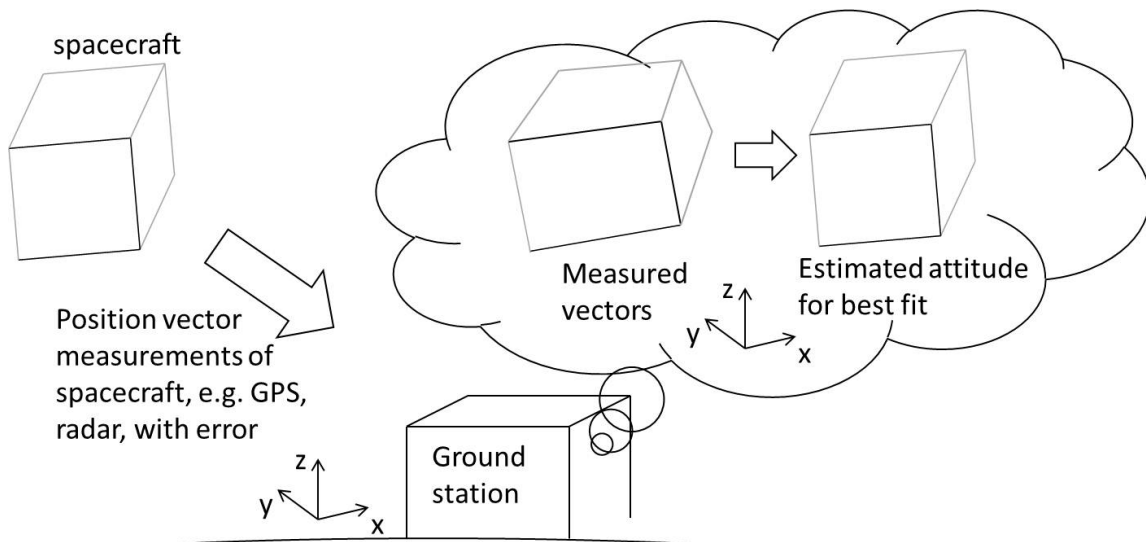 spacecraft
Position vector
measurements of
spacecraft, e.g. GPS,
radar, with error
Measured
vectors
Estimated attitude
for best fit
z
y
x
Ground
station
z
y
x